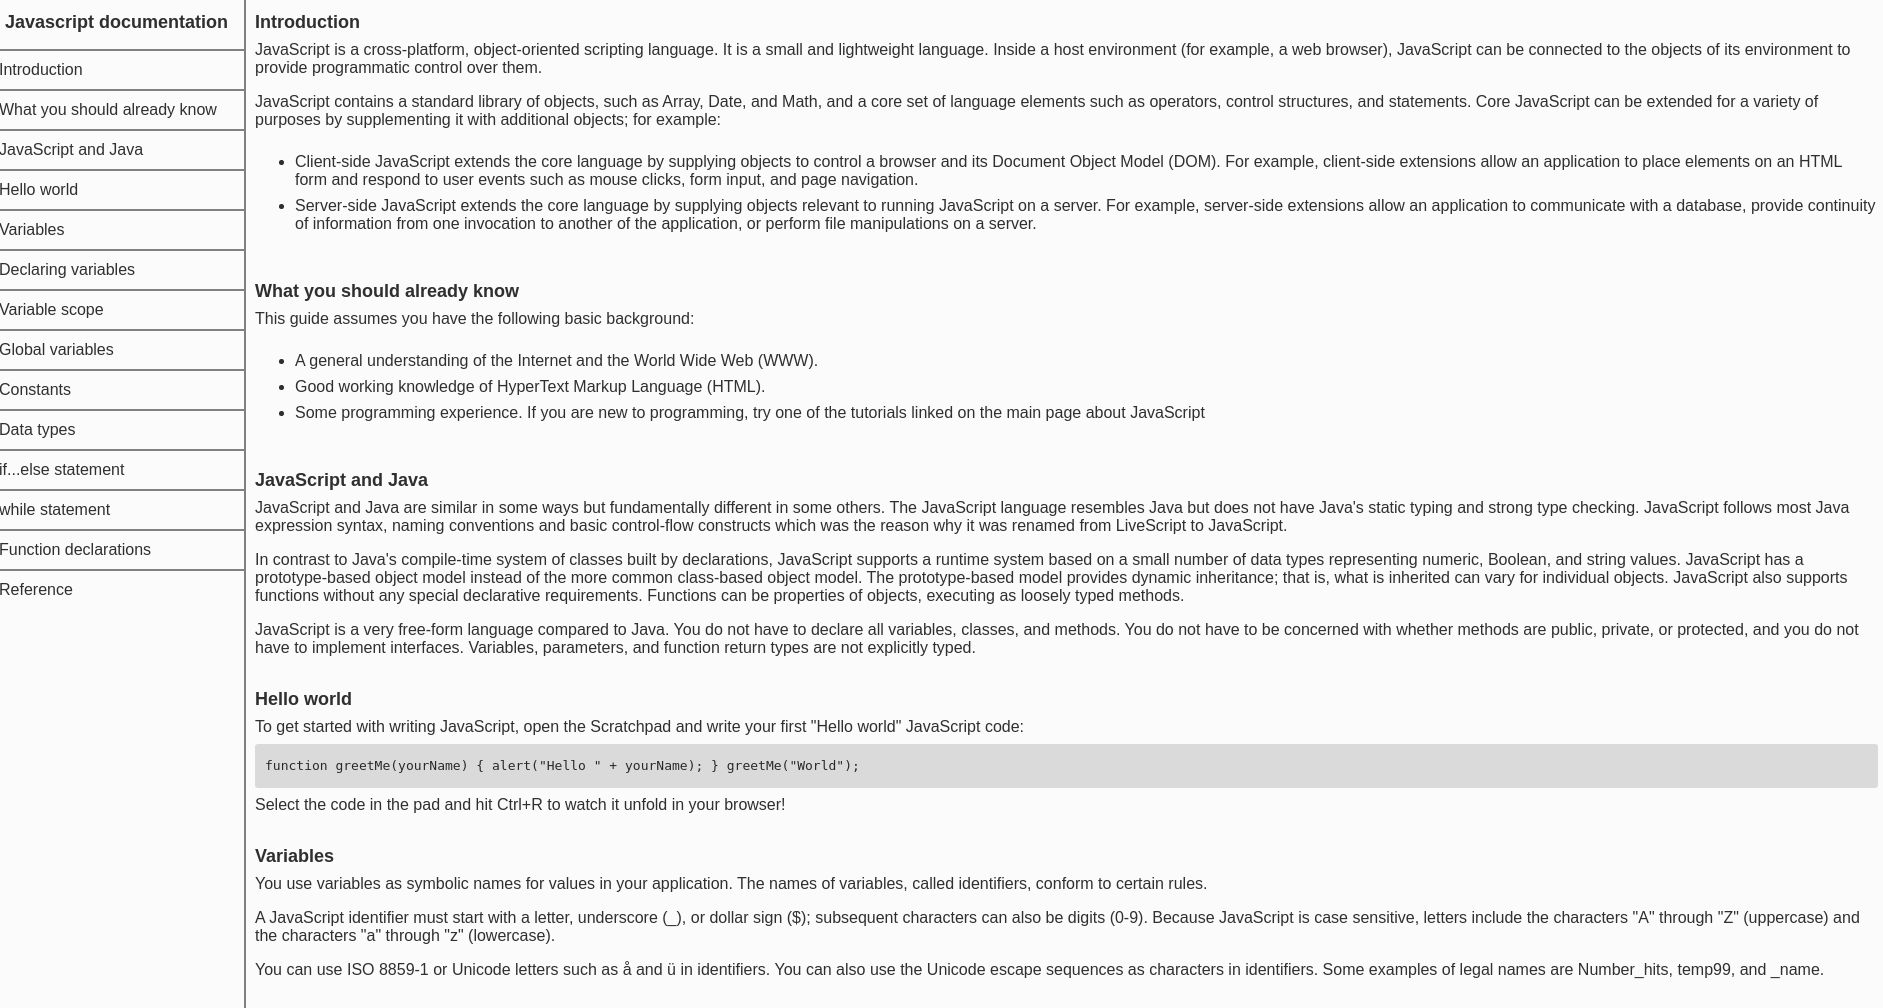 Javascript documentation
Introduction
What you should already know
JavaScript and Java
Hello world
Variables
Declaring variables
Variable scope
Global variables
Constants
Data types
if...else statement
while statement
Function declarations
Reference
Introduction
JavaScript is a cross-platform, object-oriented scripting language. It is a small and lightweight language. Inside a host environment (for example, a web browser), JavaScript can be connected to the objects of its environment to
provide programmatic control over them.
JavaScript contains a standard library of objects, such as Array, Date, and Math, and a core set of language elements such as operators, control structures, and statements. Core JavaScript can be extended for a variety of
purposes by supplementing it with additional objects; for example:
• Client-side JavaScript extends the core language by supplying objects to control a browser and its Document Object Model (DOM). For example, client-side extensions allow an application to place elements on an HTML
form and respond to user events such as mouse clicks, form input, and page navigation.
• Server-side JavaScript extends the core language by supplying objects relevant to running JavaScript on a server. For example, server-side extensions allow an application to communicate with a database, provide continuity
of information from one invocation to another of the application, or perform file manipulations on a server.
What you should already know
This guide assumes you have the following basic background:
• A general understanding of the Internet and the World Wide Web (WWW).
• Good working knowledge of HyperText Markup Language (HTML).
• Some programming experience. If you are new to programming, try one of the tutorials linked on the main page about JavaScript
JavaScript and Java
JavaScript and Java are similar in some ways but fundamentally different in some others. The JavaScript language resembles Java but does not have Java's static typing and strong type checking. JavaScript follows most Java
expression syntax, naming conventions and basic control-flow constructs which was the reason why it was renamed from LiveScript to JavaScript.
In contrast to Java's compile-time system of classes built by declarations, JavaScript supports a runtime system based on a small number of data types representing numeric, Boolean, and string values. JavaScript has a
prototype-based object model instead of the more common class-based object model. The prototype-based model provides dynamic inheritance; that is, what is inherited can vary for individual objects. JavaScript also supports
functions without any special declarative requirements. Functions can be properties of objects, executing as loosely typed methods.
JavaScript is a very free-form language compared to Java. You do not have to declare all variables, classes, and methods. You do not have to be concerned with whether methods are public, private, or protected, and you do not
have to implement interfaces. Variables, parameters, and function return types are not explicitly typed.
Hello world
To get started with writing JavaScript, open the Scratchpad and write your first "Hello world" JavaScript code:
function greetMe(yourName) { alert("Hello " + yourName); } greetMe("World");
Select the code in the pad and hit Ctrl+R to watch it unfold in your browser!
Variables
You use variables as symbolic names for values in your application. The names of variables, called identifiers, conform to certain rules.
A JavaScript identifier must start with a letter, underscore (_), or dollar sign ($); subsequent characters can also be digits (0-9). Because JavaScript is case sensitive, letters include the characters "A" through "Z" (uppercase) and
the characters "a" through "z" (lowercase).
You can use ISO 8859-1 or Unicode letters such as å and ü in identifiers. You can also use the Unicode escape sequences as characters in identifiers. Some examples of legal names are Number_hits, temp99, and _name.